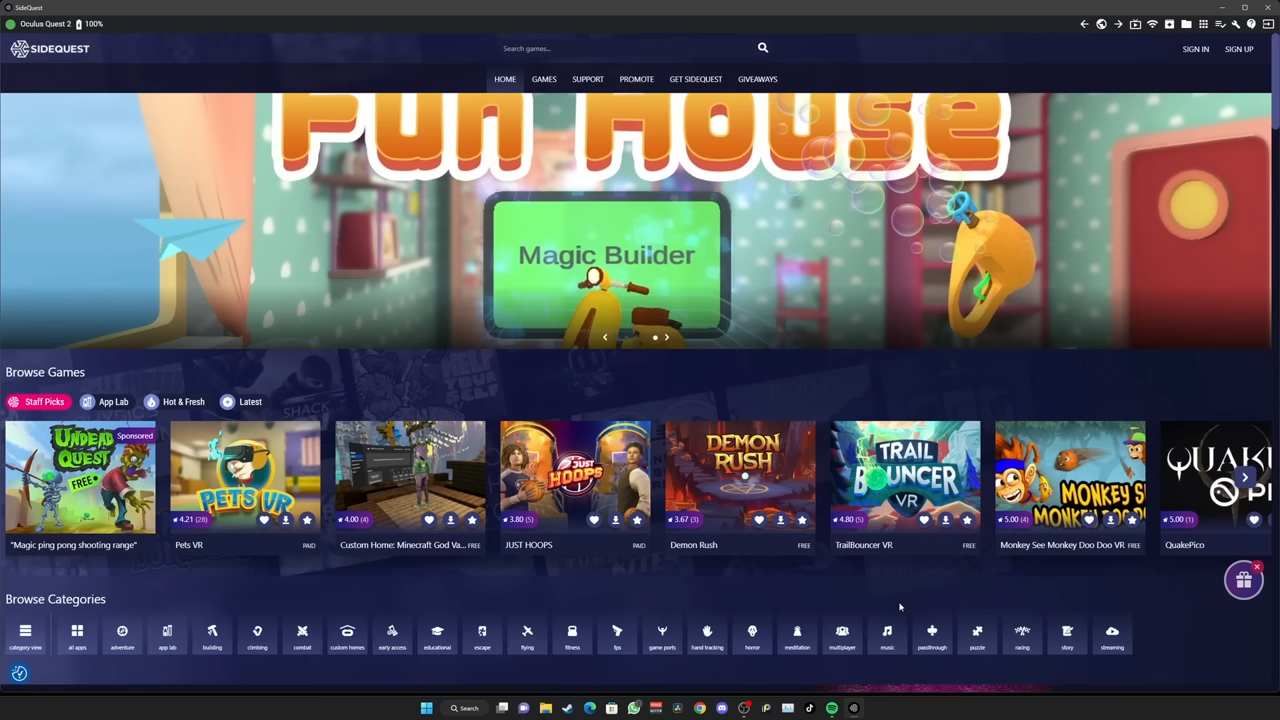 SideQuest
Oculus Quest 2 100%
SIDEQUEST
Search games...
SIGN IN SIGN UP
HOME GAMES SUPPORT PROMOTE GET SIDEQUEST GIVEAWAYS
Fun House
Magic Builder
Browse Games
Staff Picks App Lab Hot & Fresh Latest
UNDEAD QUEST FREE Sponsored
PETS VR
JUST HOOPS
DEMON RUSH
TRAIL BOUNCER VR
MONKEY
4.21 (28) 4.00 (4) 3.80 (5) 3.67 (3) 4.80 (5) 5.00 (4) 5.00 (1)
"Magic ping pong shooting range" Pets VR PAID Custom Home: Minecraft God Va... FREE JUST HOOPS PAID Demon Rush FREE TrailBouncer VR FREE Monkey See Monkey Doo Doo VR FREE QuakePico
Browse Categories
category view all apps adventure app lab building climbing combat custom homes early access educational escape flying fitness fps game ports hand tracking horror meditation multiplayer music passthrough puzzle racing story streaming
Search